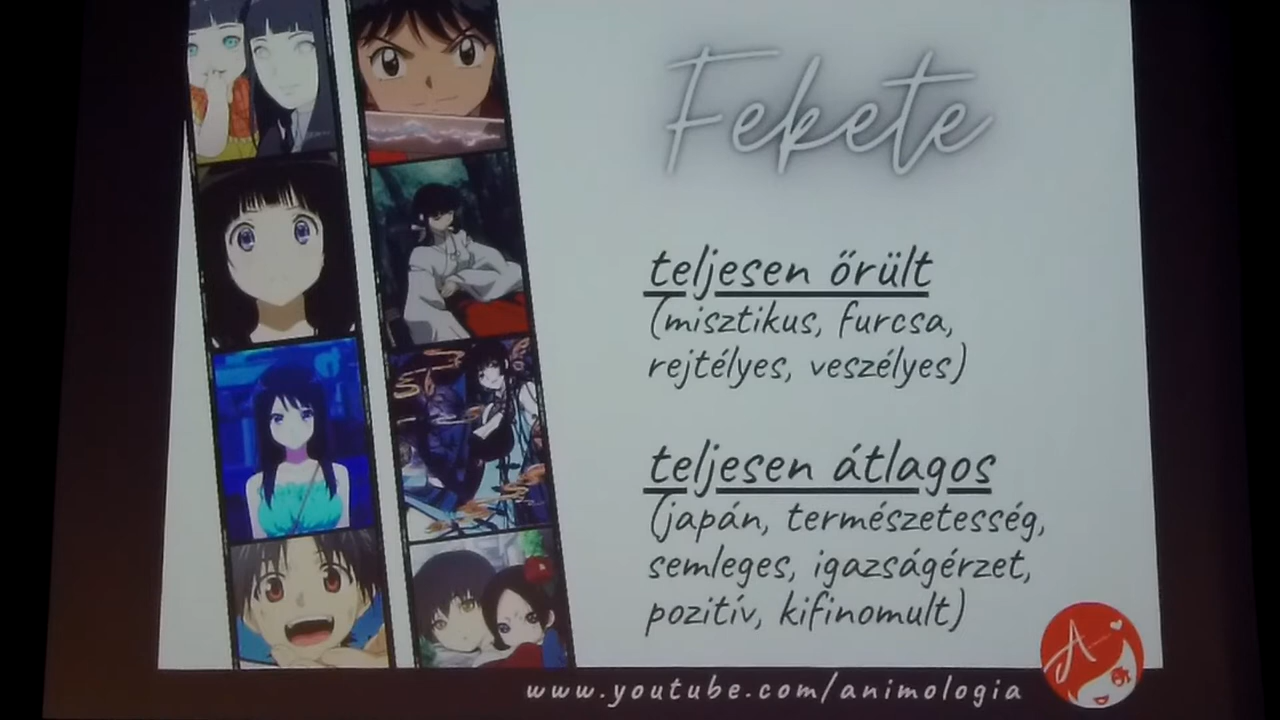 Fekete
teljesen őrült
(misztikus, furcsa,
rejtélyes, veszélyes)
teljesen átlagos
(japán, természetesség,
semleges, igazságérzet,
pozitív, kifinomult)
www.youtube.com/animologia